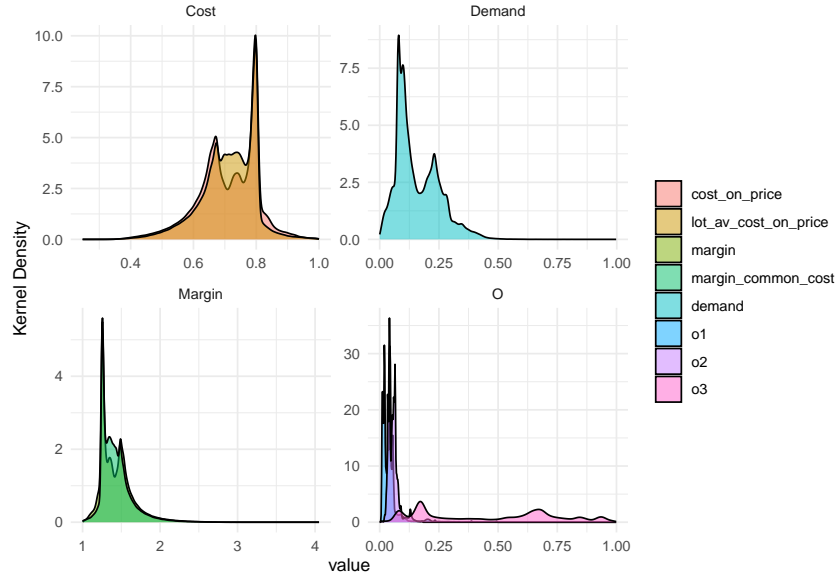 Cost
Demand
10.0
7.5
5.0
2.5
0.0
0.4
0.6
0.8
1.0
7.5
5.0
2.5
0.0
0.00
0.25
0.50
0.75
1.00
Margin
O
4
2
0
1
2
3
4
30
20
10
0
0.00
0.25
0.50
0.75
1.00
Kernel Density
value
cost_on_price
lot_av_cost_on_price
margin
margin_common_cost
demand
o1
o2
o3